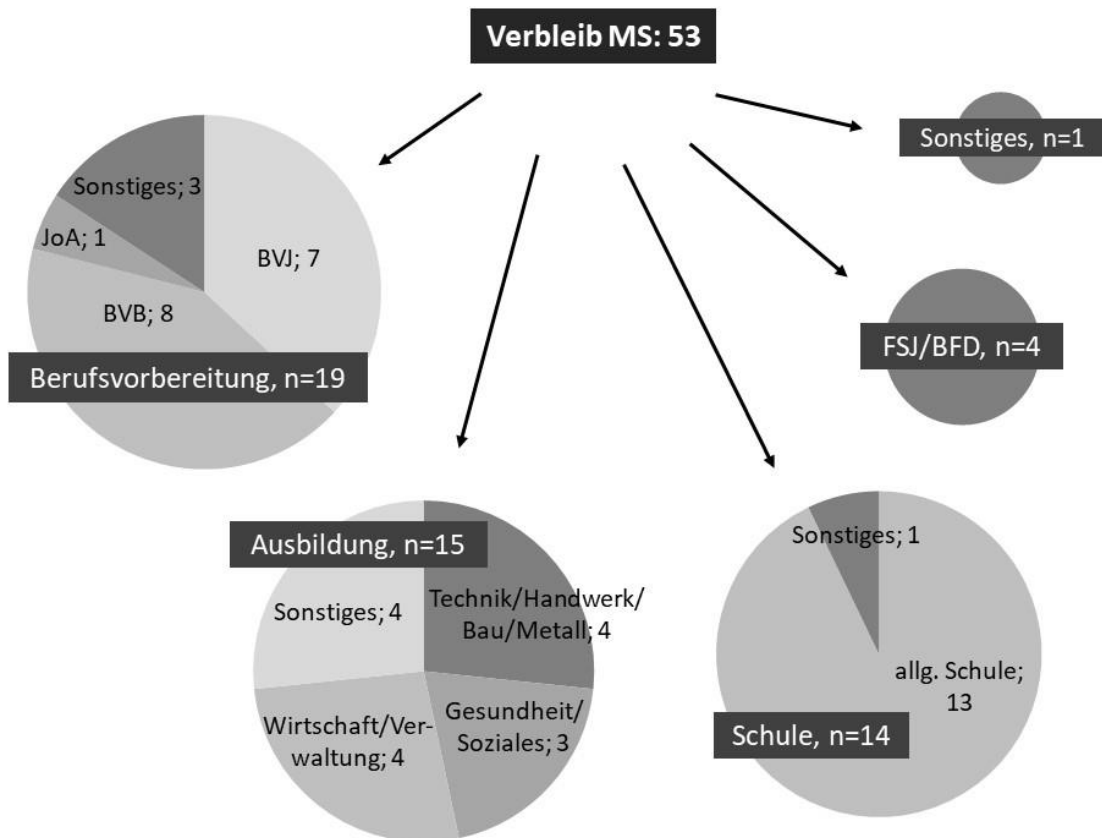 Verbleib MS: 53
Sonstiges; 3
JoA; 1
BVJ; 7
BVB; 8
Berufsvorbereitung, n=19
Sonstiges, n=1
FSJ/BFD, n=4
Ausbildung, n=15
Sonstiges; 4
Technik/Handwerk/
Bau/Metall; 4
Wirtschaft/Ver-
waltung; 4
Gesundheit/
Soziales; 3
Sonstiges; 1
allg. Schule;
13
Schule, n=14